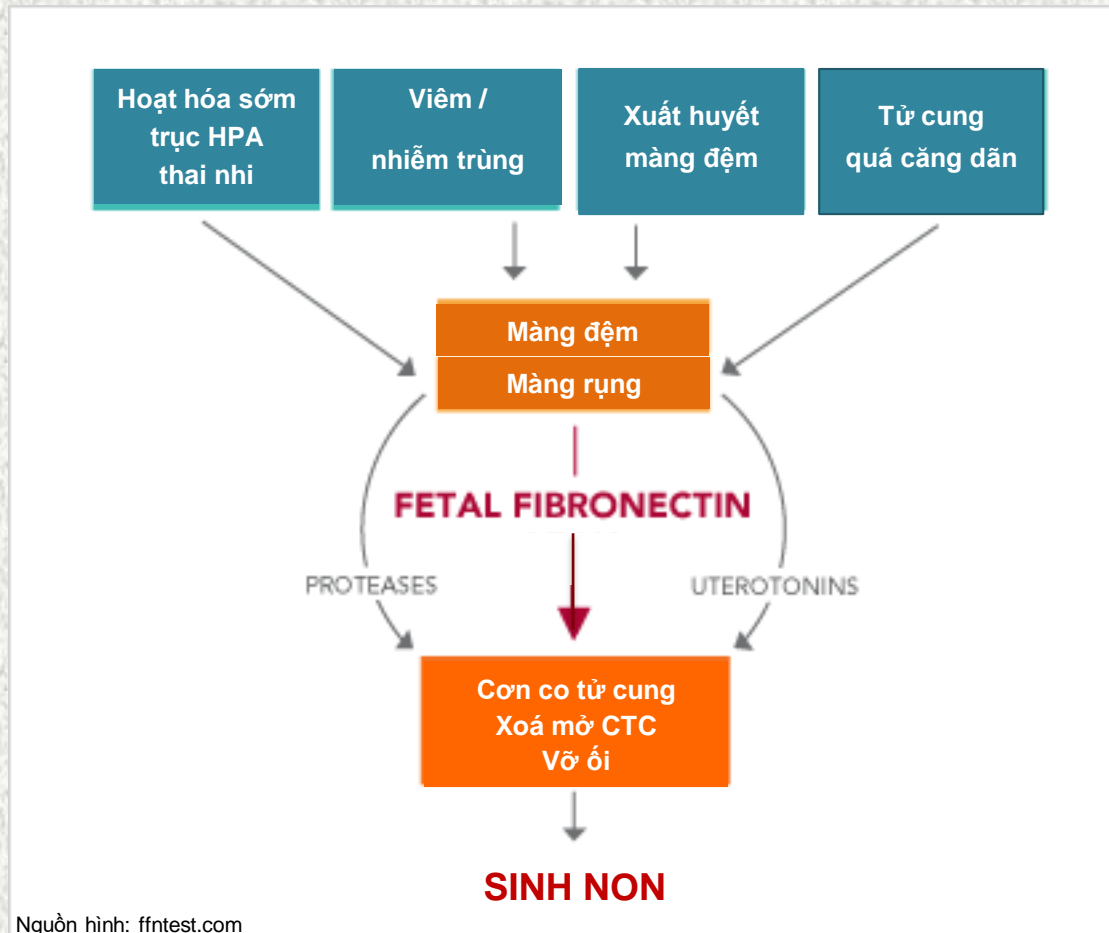 Hoạt hóa sớm
trục HPA
thai nhi
Viêm /
nhiễm trùng
Xuất huyết
màng đệm
Tử cung
quá căng dãn
Màng đệm
Màng rụng
FETAL FIBRONECTIN
PROTEASES
UTEROTONINS
Cơn co tử cung
Xoá mở CTC
Vỡ ối
SINH NON
Nguồn hình: ffntest.com